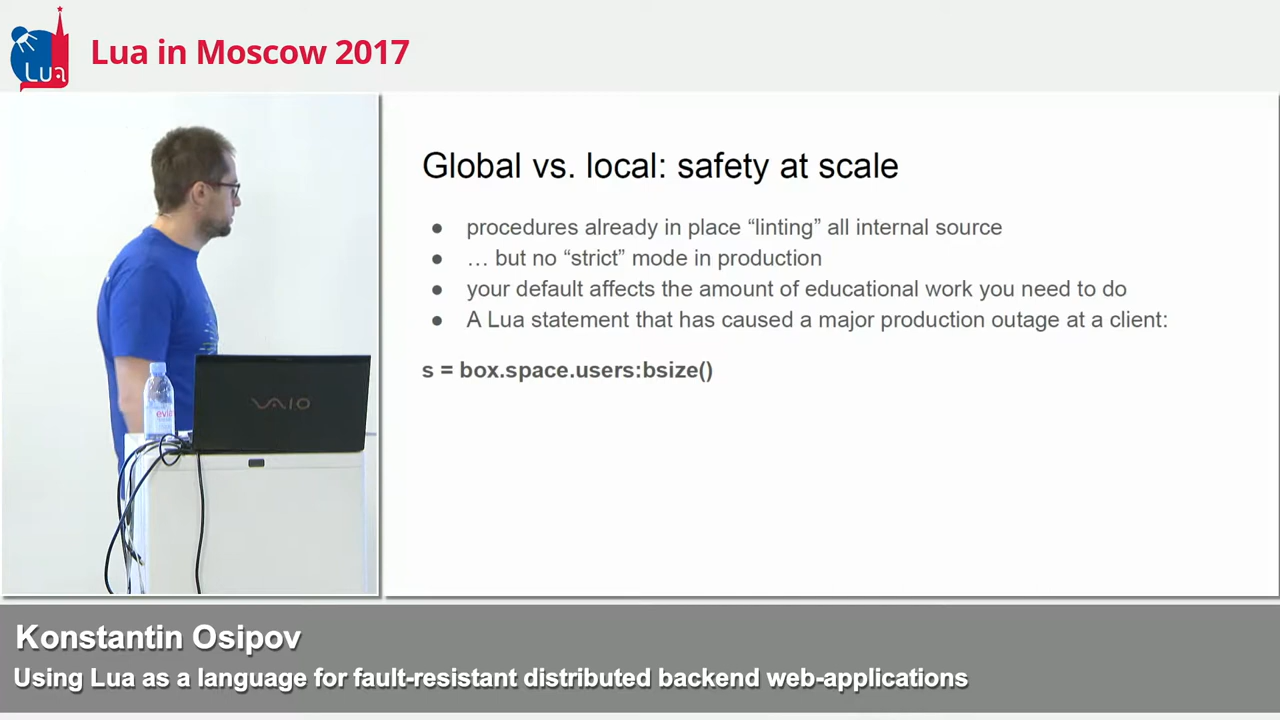 Lua
Lua in Moscow 2017
Global vs. local: safety at scale
● procedures already in place “linting” all internal source
● … but no “strict” mode in production
● your default affects the amount of educational work you need to do
● A Lua statement that has caused a major production outage at a client:
s = box.space.users:bsize()
VAIO
evian
Konstantin Osipov
Using Lua as a language for fault-resistant distributed backend web-applications